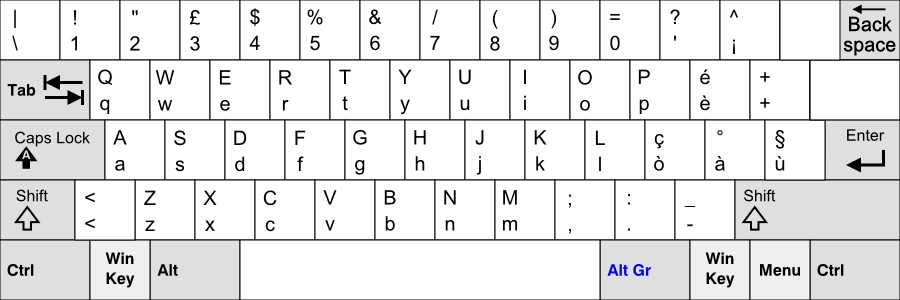 | ! " £ $ % & / ( ) = ? ^ Back
\ 1 2 3 4 5 6 7 8 9 0 ' ¡ space
Tab Q W E R T Y U I O P é +
q w e r t y u i o p è +
Caps Lock A S D F G H J K L ç ° § Enter
A a s d f g h j k l ò à ù
Shift < Z X C V B N M ; : _ Shift
< z x c v b n m , . -
Ctrl Win Key Alt Alt Gr Win Key Menu Ctrl